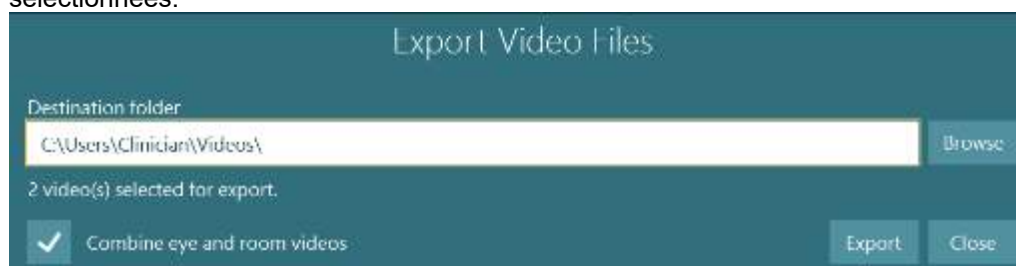 sélectionnées.
Export Video Files
Destination folder
C:\Users\Clinician\Videos\
Browse
2 video(s) selected for export.
Combine eye and room videos
Export
Close